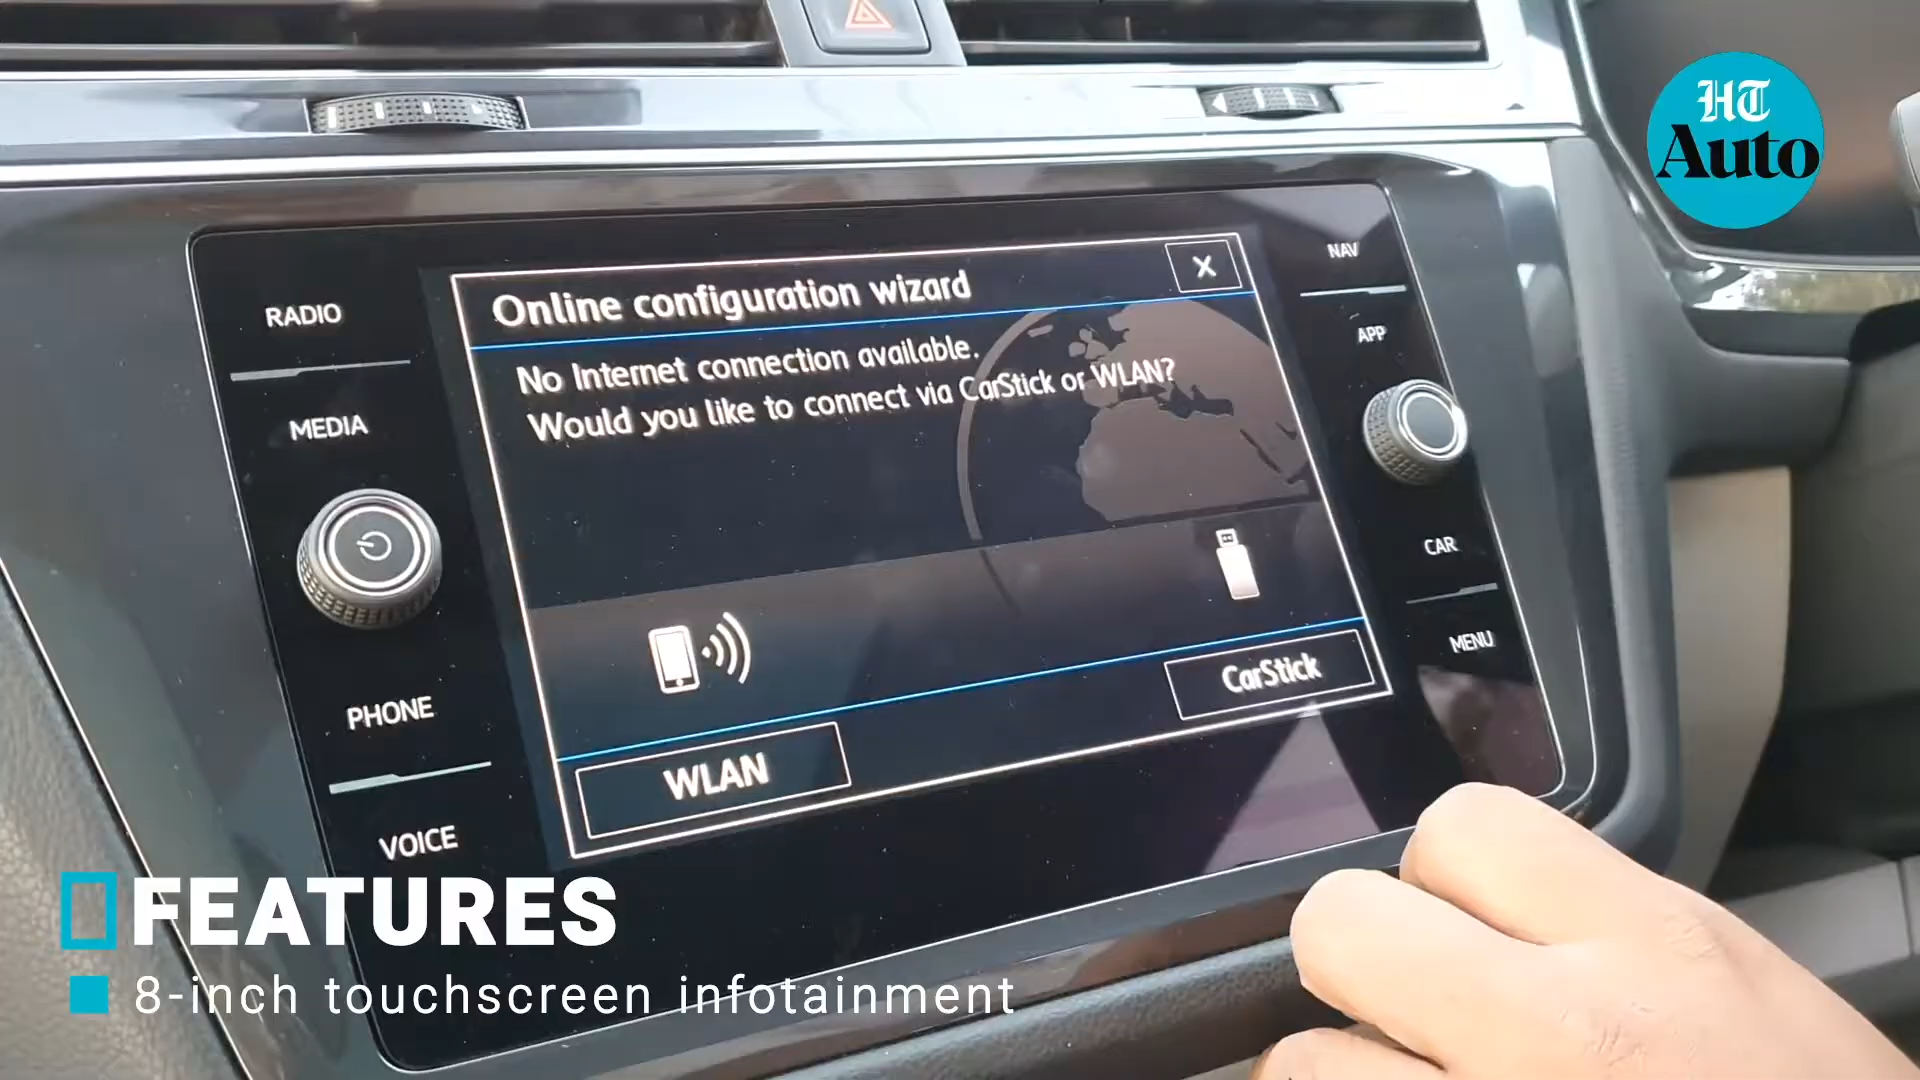 HT
Auto
RADIO
MEDIA
PHONE
VOICE
Online configuration wizard
X
No Internet connection available.
Would you like to connect via CarStick or WLAN?
WLAN
CarStick
NAV
APP
CAR
MENU
FEATURES
8-inch touchscreen infotainment